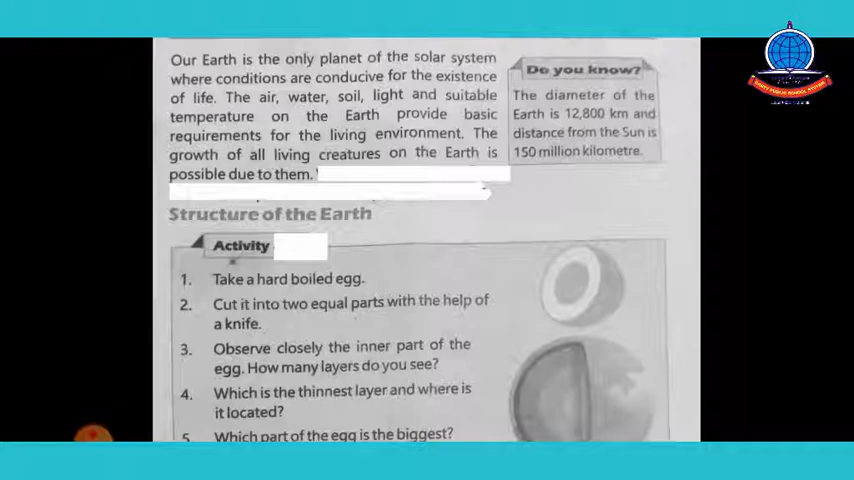 Our Earth is the only planet of the solar system
where conditions are conducive for the existence
of life. The air, water, soil, light and suitable
temperature on the Earth provide basic
requirements for the living environment. The
growth of all living creatures on the Earth is
possible due to them.
Do you know?
The diameter of the
Earth is 12,800 km and
distance from the Sun is
150 million kilometre.
Structure of the Earth
Activity
1. Take a hard boiled egg.
2. Cut it into two equal parts with the help of
a knife.
3. Observe closely the inner part of the
egg. How many layers do you see?
4. Which is the thinnest layer and where is
it located?
5. Which part of the egg is the biggest?